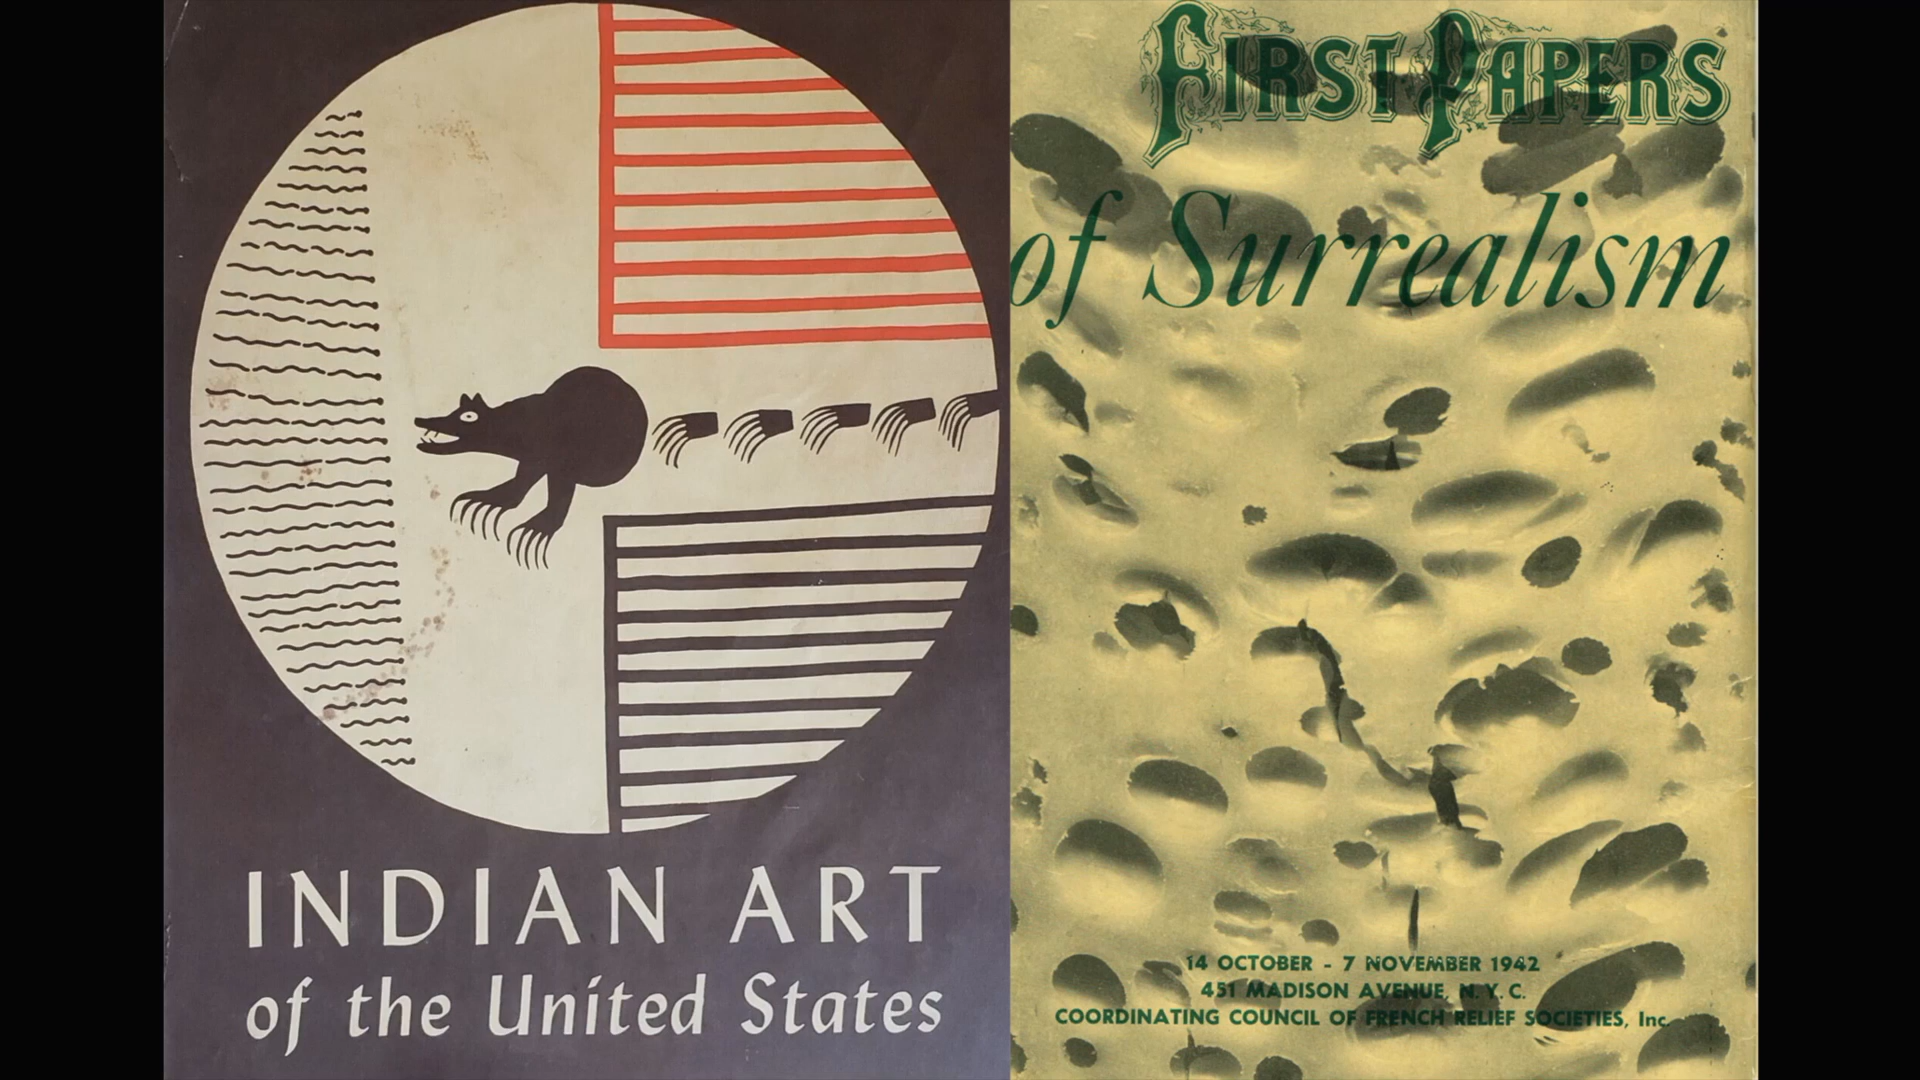 INDIAN ART
of the United States
FIRST PAPERS
of Surrealism
14 OCTOBER - 7 NOVEMBER 1942
451 MADISON AVENUE, N. Y. C.
COORDINATING COUNCIL OF FRENCH RELIEF SOCIETIES, Inc.